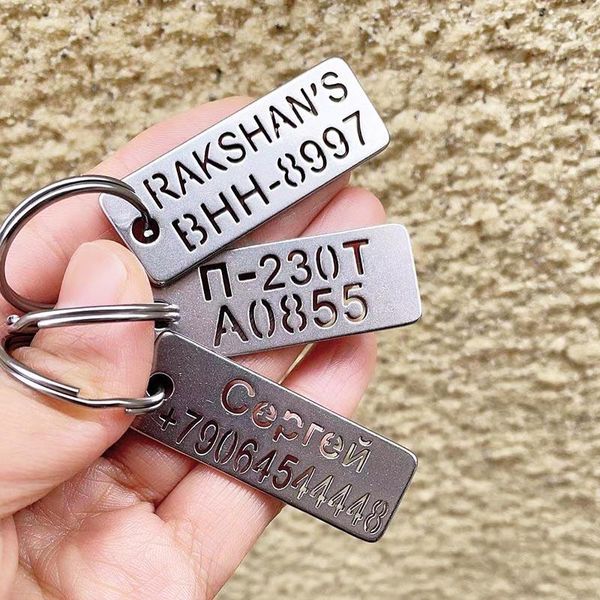 RAKSHAN'S
BHH-8997
П-230Т
А0855
Сергей
+79064544448